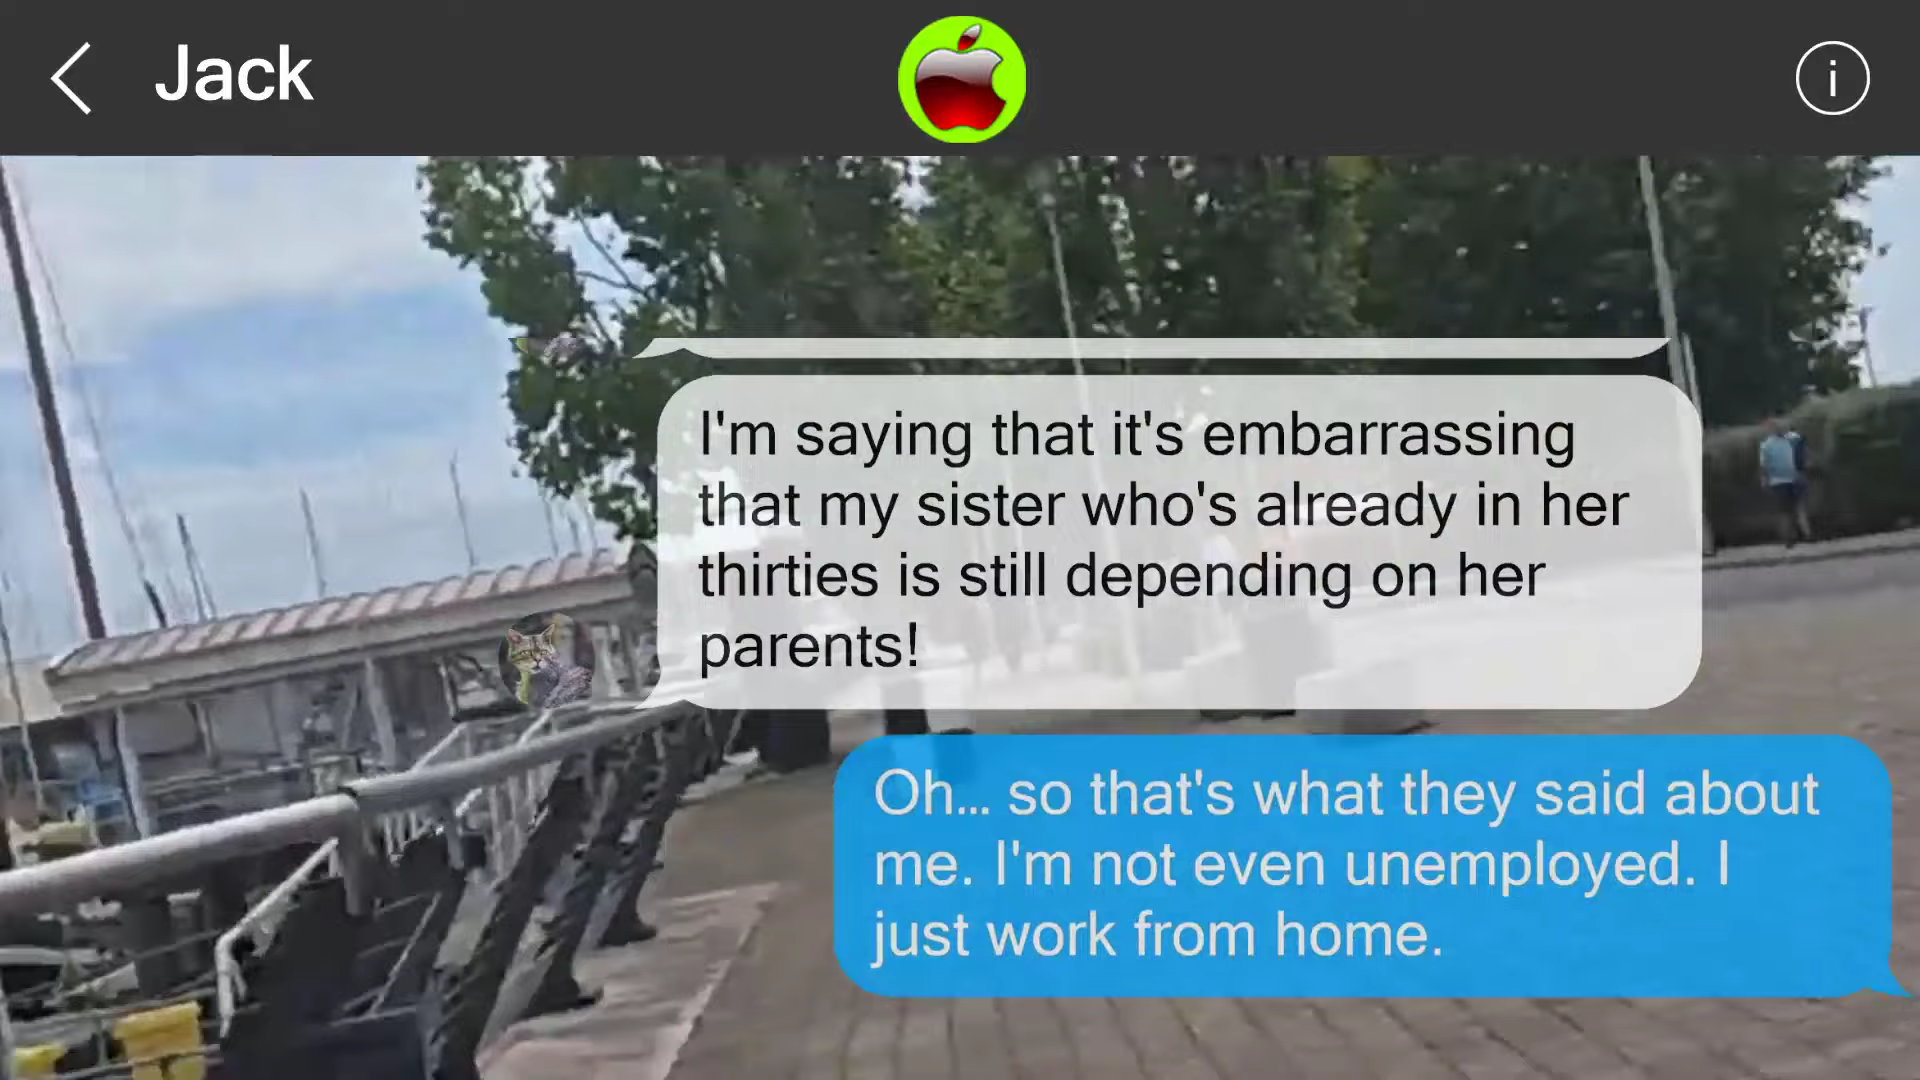 Jack
i
I'm saying that it's embarrassing
that my sister who's already in her
thirties is still depending on her
parents!
Oh... so that's what they said about
me. I'm not even unemployed. I
just work from home.